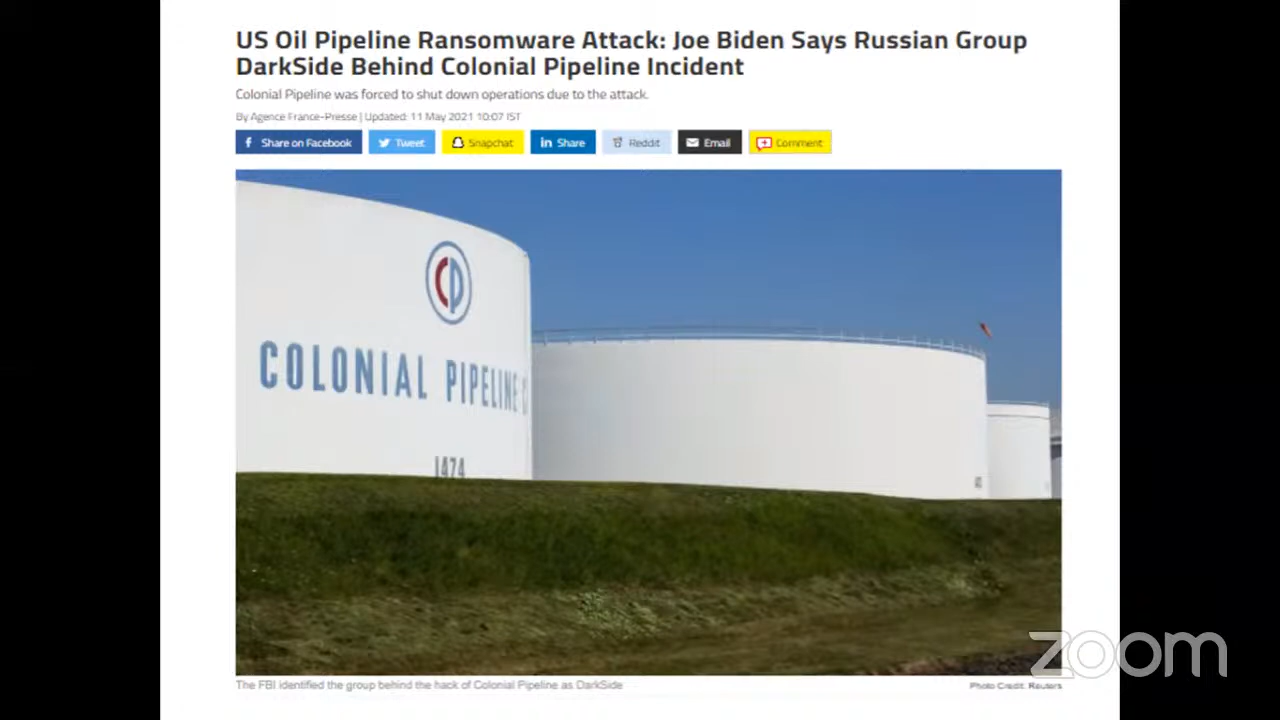 US Oil Pipeline Ransomware Attack: Joe Biden Says Russian Group
DarkSide Behind Colonial Pipeline Incident
Colonial Pipeline was forced to shut down operations due to the attack.
By Agence France-Presse | Updated: 11 May 2021 10:07 IST
Share on Facebook Tweet Snapchat Share Reddit Email Comment
CP
COLONIAL PIPELINE
1474
The FBI identified the group behind the hack of Colonial Pipeline as DarkSide Photo Credit: Reuters
zoom